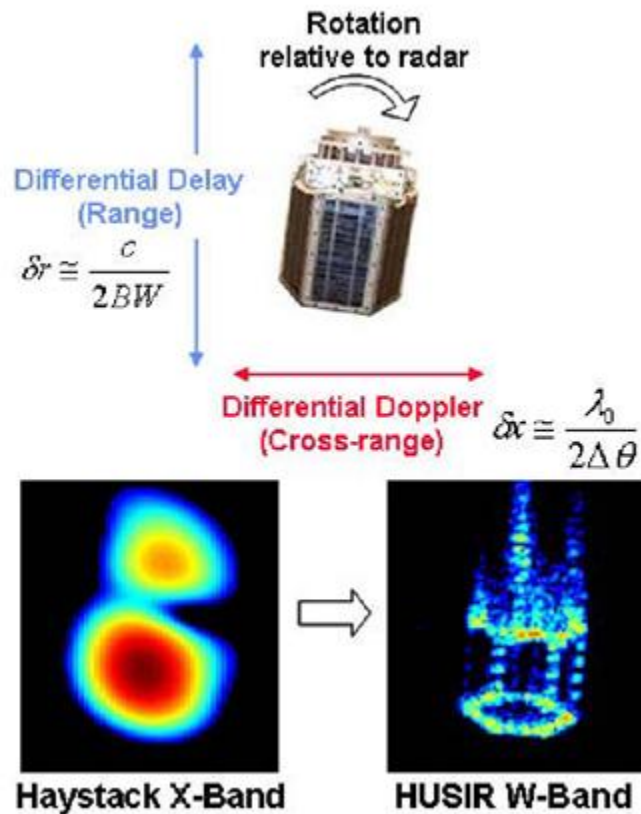 Rotation
relative to radar
Differential Delay
(Range)
δr ≅ c / 2BW
Differential Doppler
(Cross-range)
δx ≅ λ₀ / 2Δθ
Haystack X-Band
HUSIR W-Band